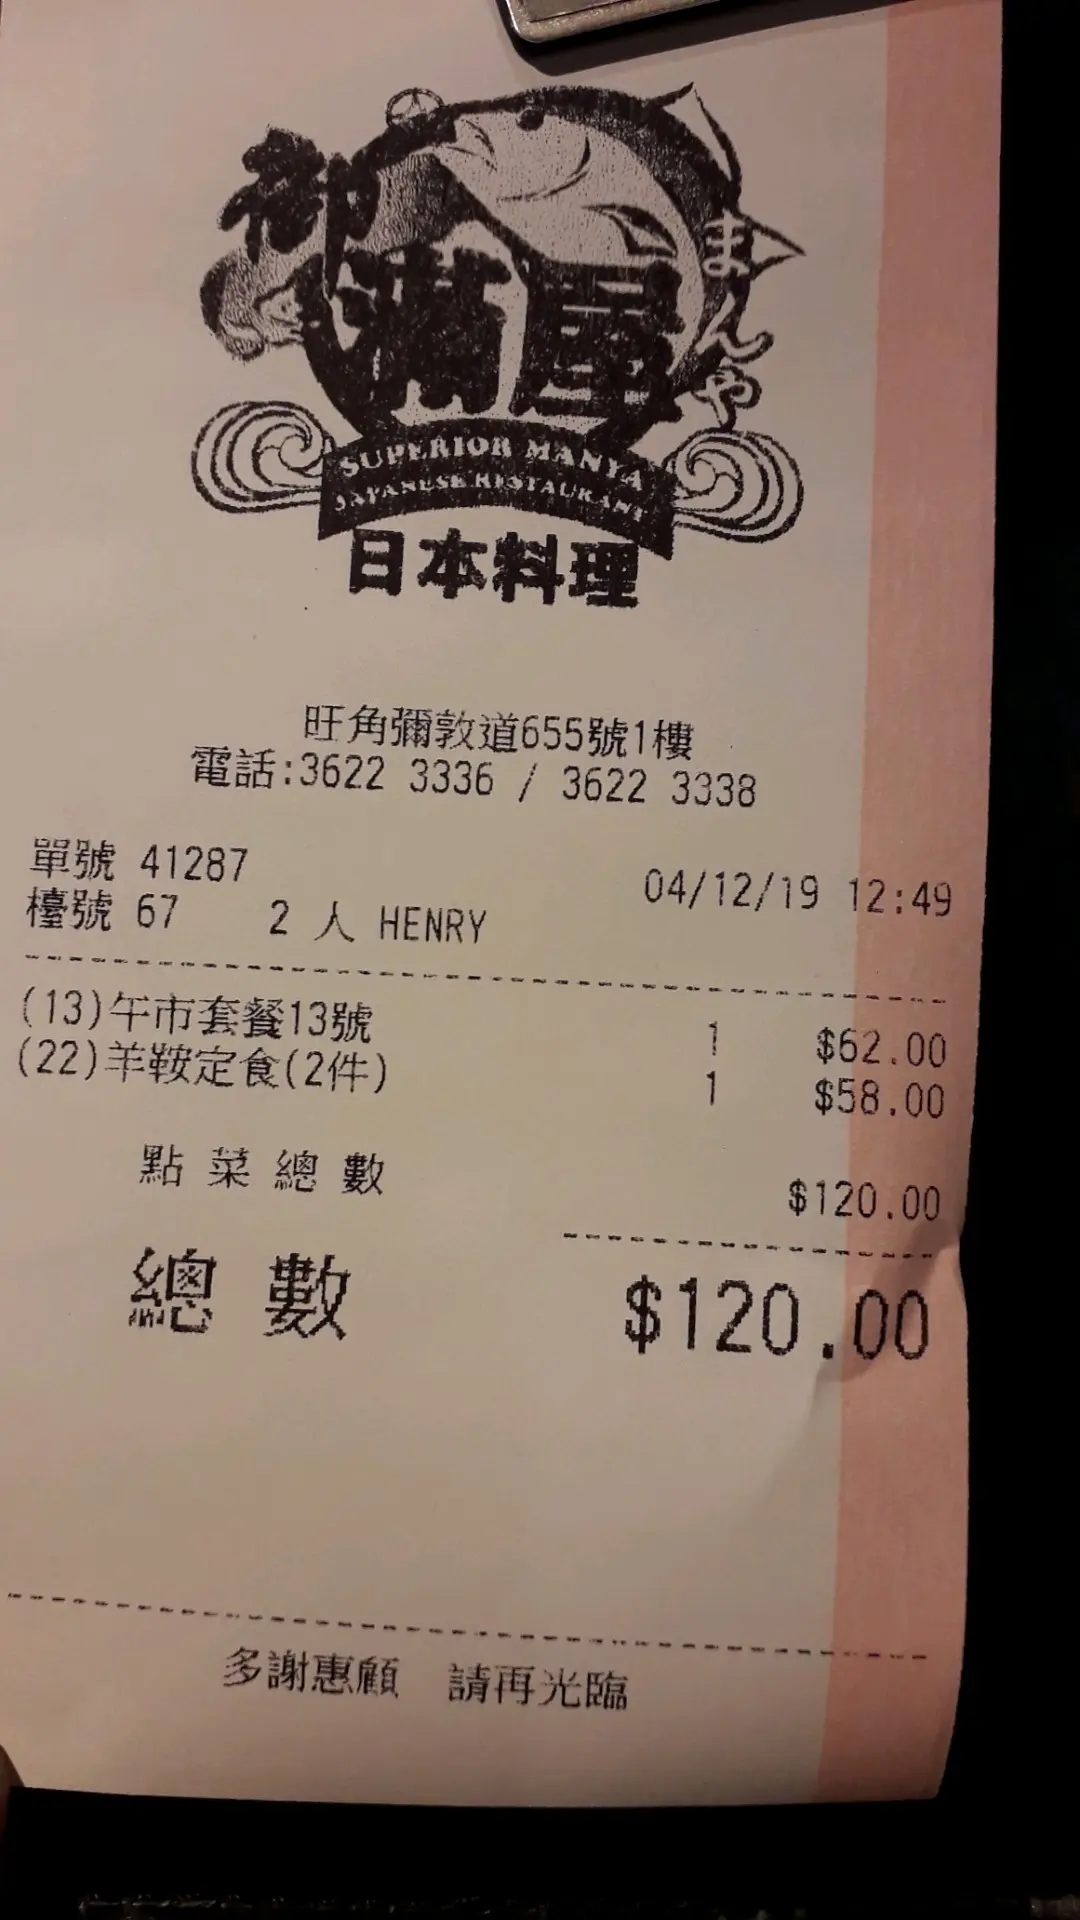 御滿屋
まんや
SUPERIOR MANYA
JAPANESE RESTAURANT
日本料理
旺角彌敦道655號1樓
電話:3622 3336 / 3622 3338
單號 41287
04/12/19 12:49
檯號 67 2 人 HENRY
(13)午市套餐13號 1 $62.00
(22)羊鞍定食(2件) 1 $58.00
點菜總數 $120.00
總數 $120.00
多謝惠顧 請再光臨